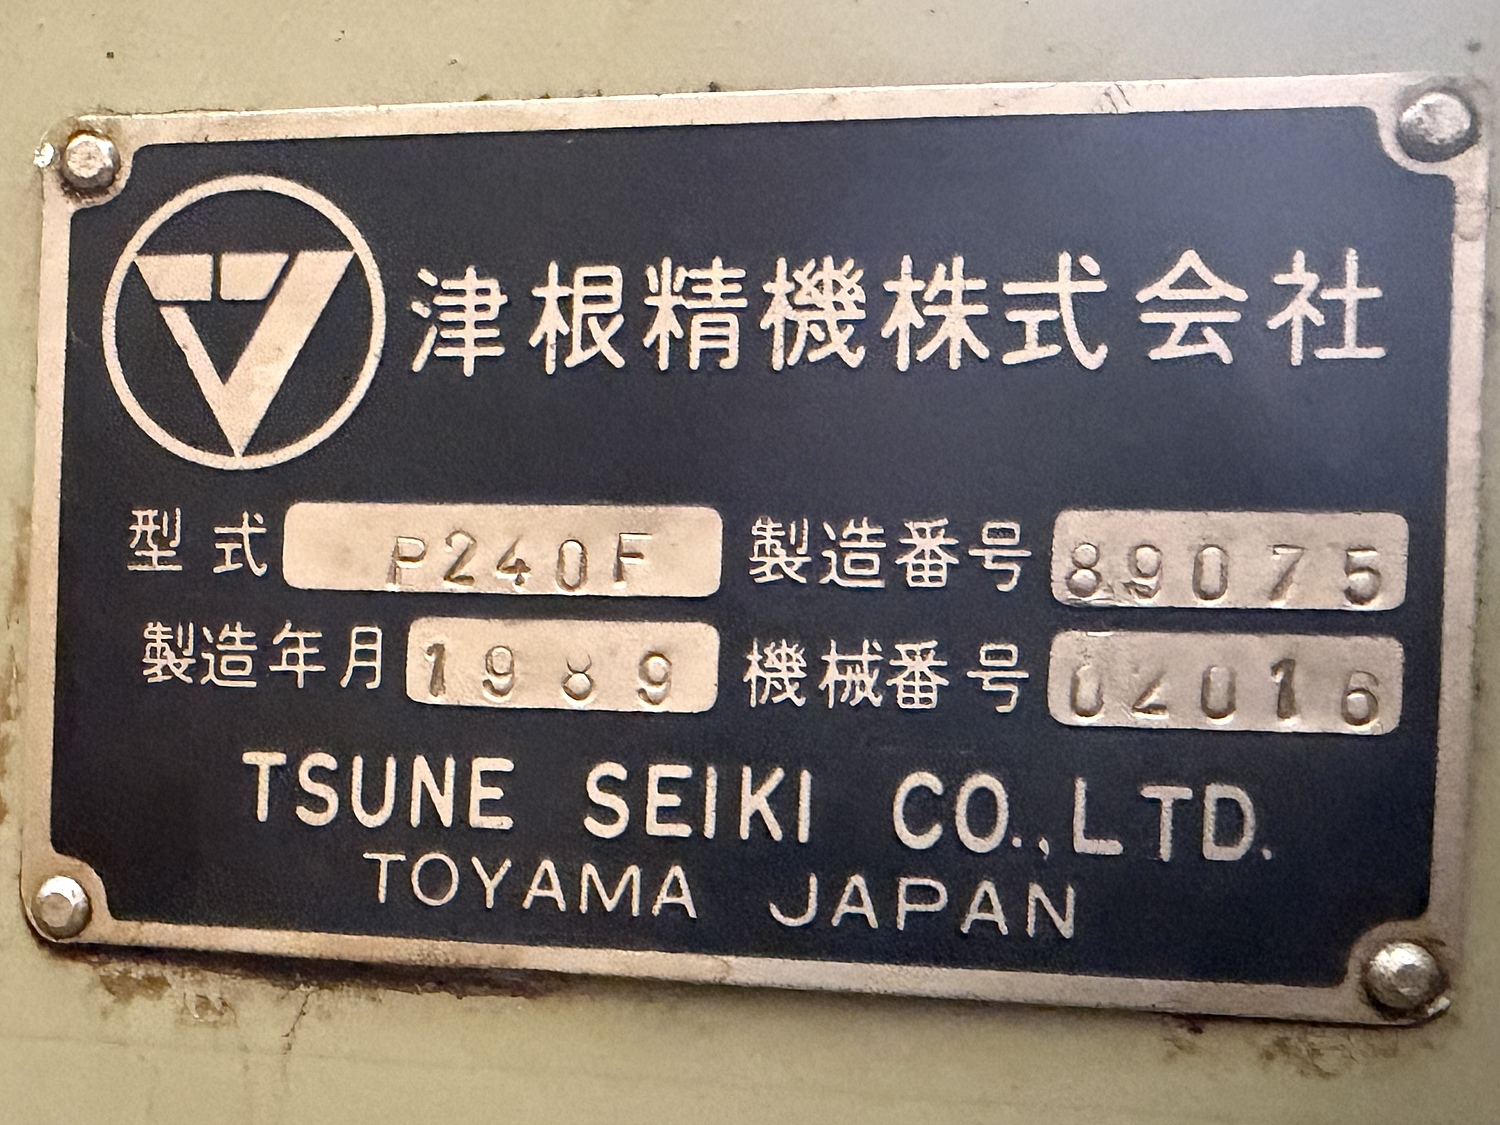 津根精機株式会社
型式 P240F 製造番号 89075
製造年月 1989 機械番号 02016
TSUNE SEIKI CO.,LTD.
TOYAMA JAPAN